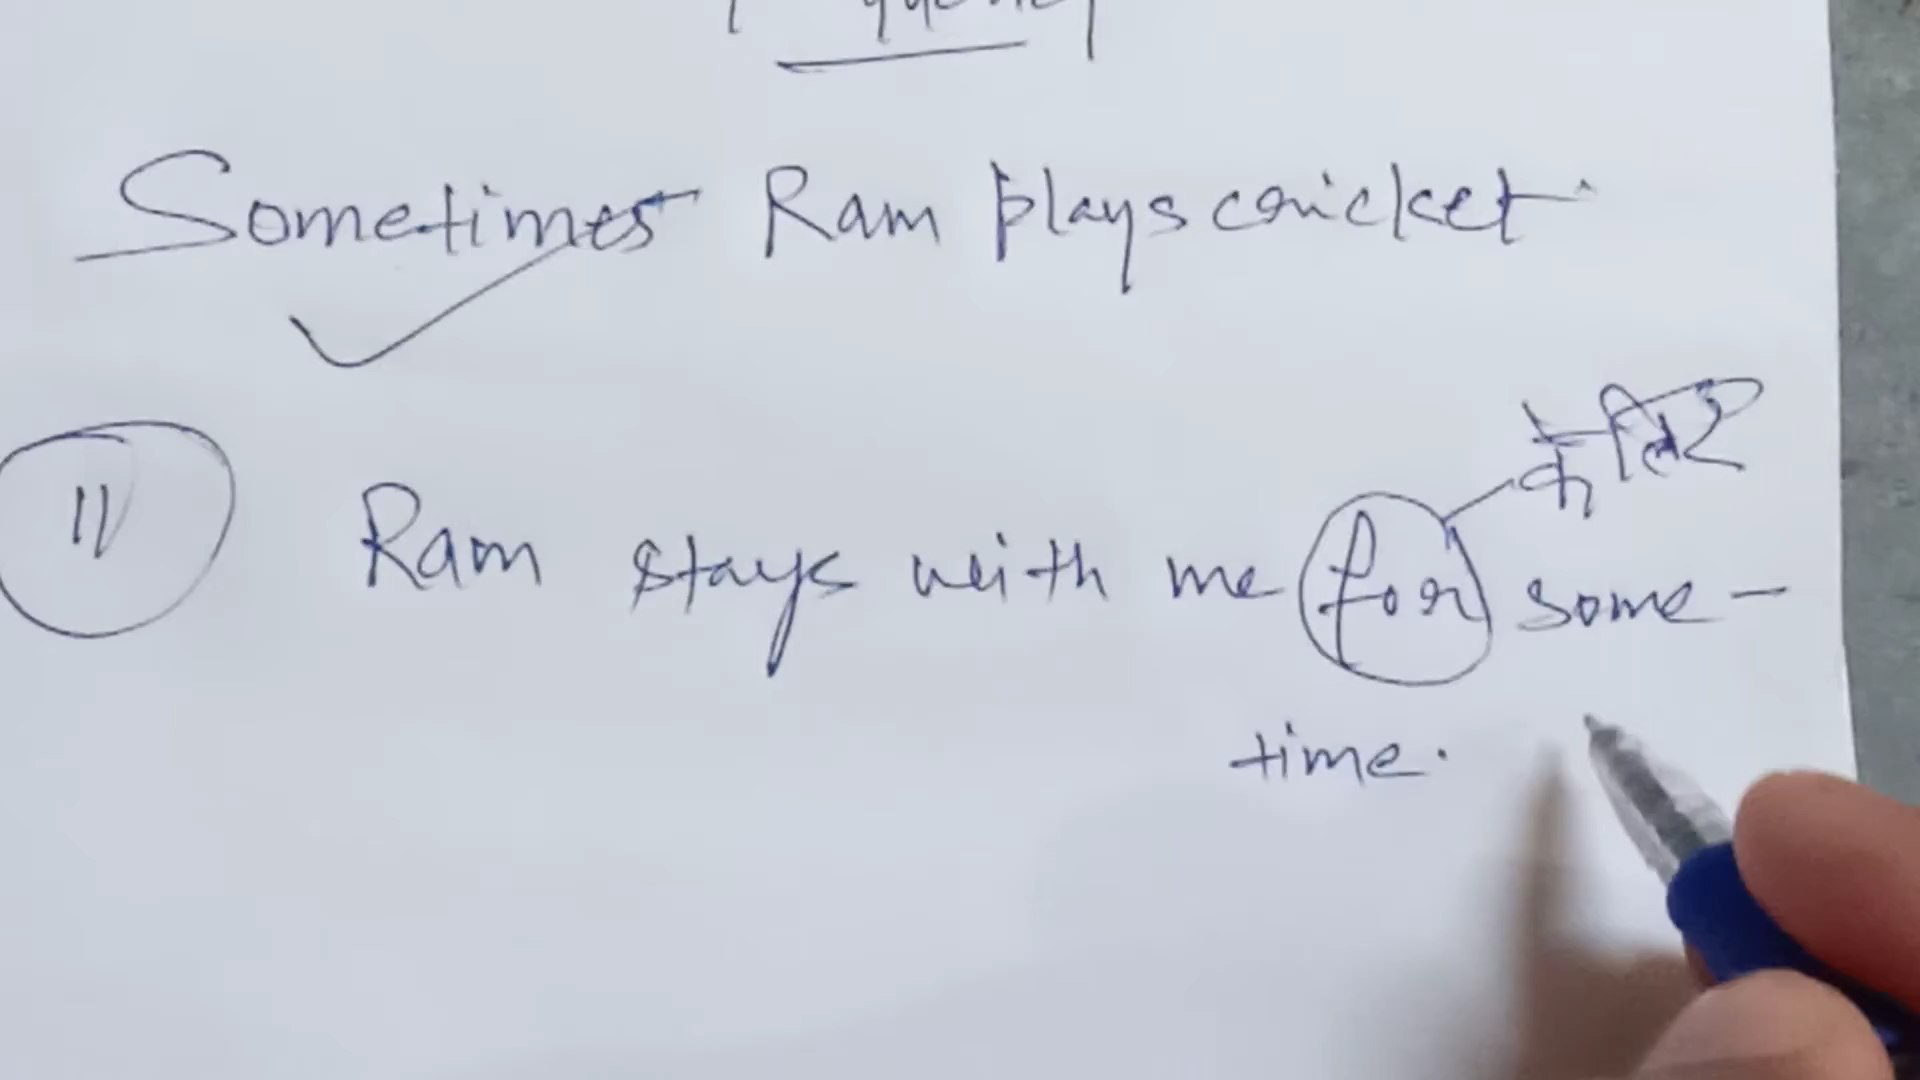 Sometimes Ram plays cricket.
के लिए
11 Ram stays with me for some-
time.